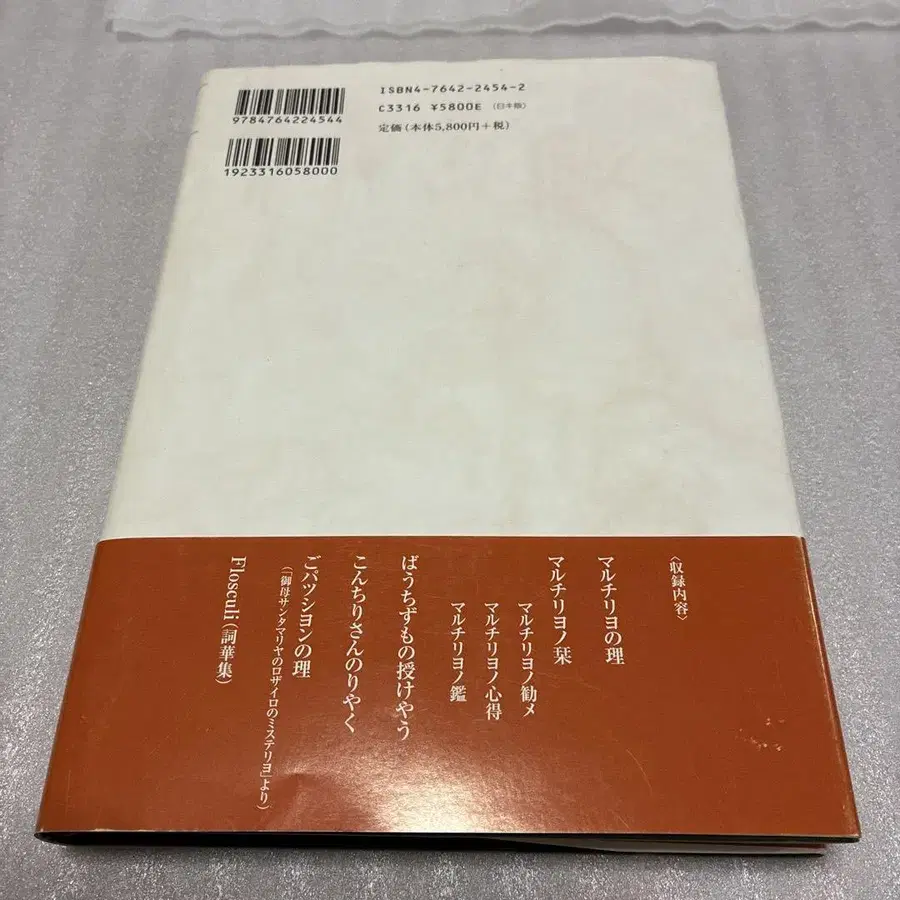 ISBN4-7642-2454-2
C3316 ¥5800E (日キ販)
定価(本体5,800円+税)
9784764224544
1923316058000
〈収録内容〉
マルチリヨの理
マルチリヨノ栞
マルチリヨノ勧メ
マルチリヨノ心得
マルチリヨノ鑑
ばうちずもの授けやう
こんちりさんのりやく
ごパツシヨンの理
(「御母サンタマリヤのロザイロのミステリヨ」より)
Flosculi(詞華集)